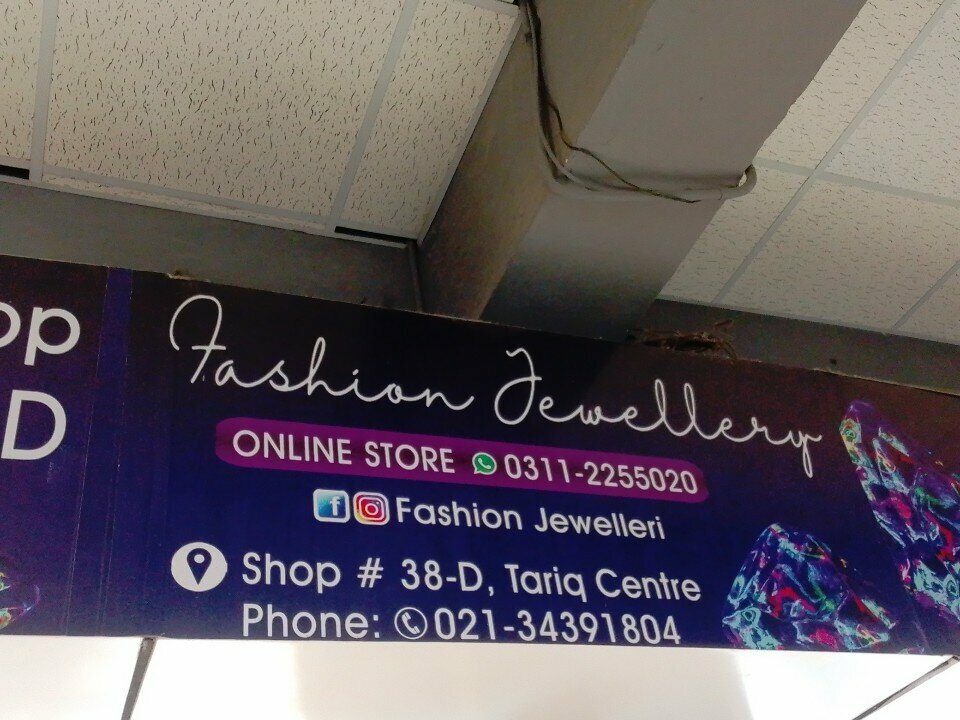 op
D
Fashion Jewellery
ONLINE STORE 0311-2255020
Fashion Jewelleri
Shop # 38-D, Tariq Centre
Phone: 021-34391804